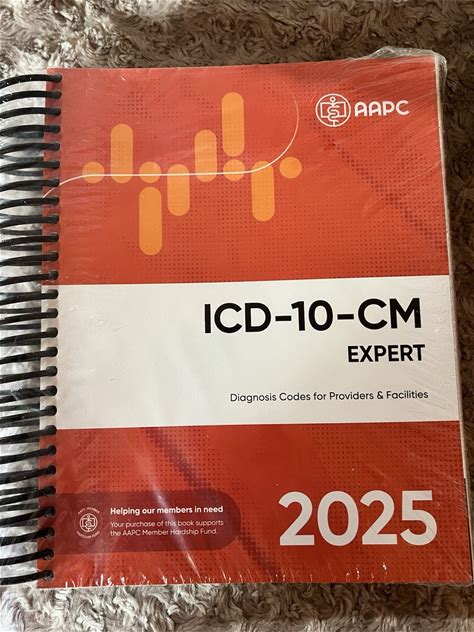 AAPC
ICD-10-CM
EXPERT
Diagnosis Codes for Providers & Facilities
Helping our members in need
Your purchase of this book supports
the AAPC Member Hardship Fund.
2025